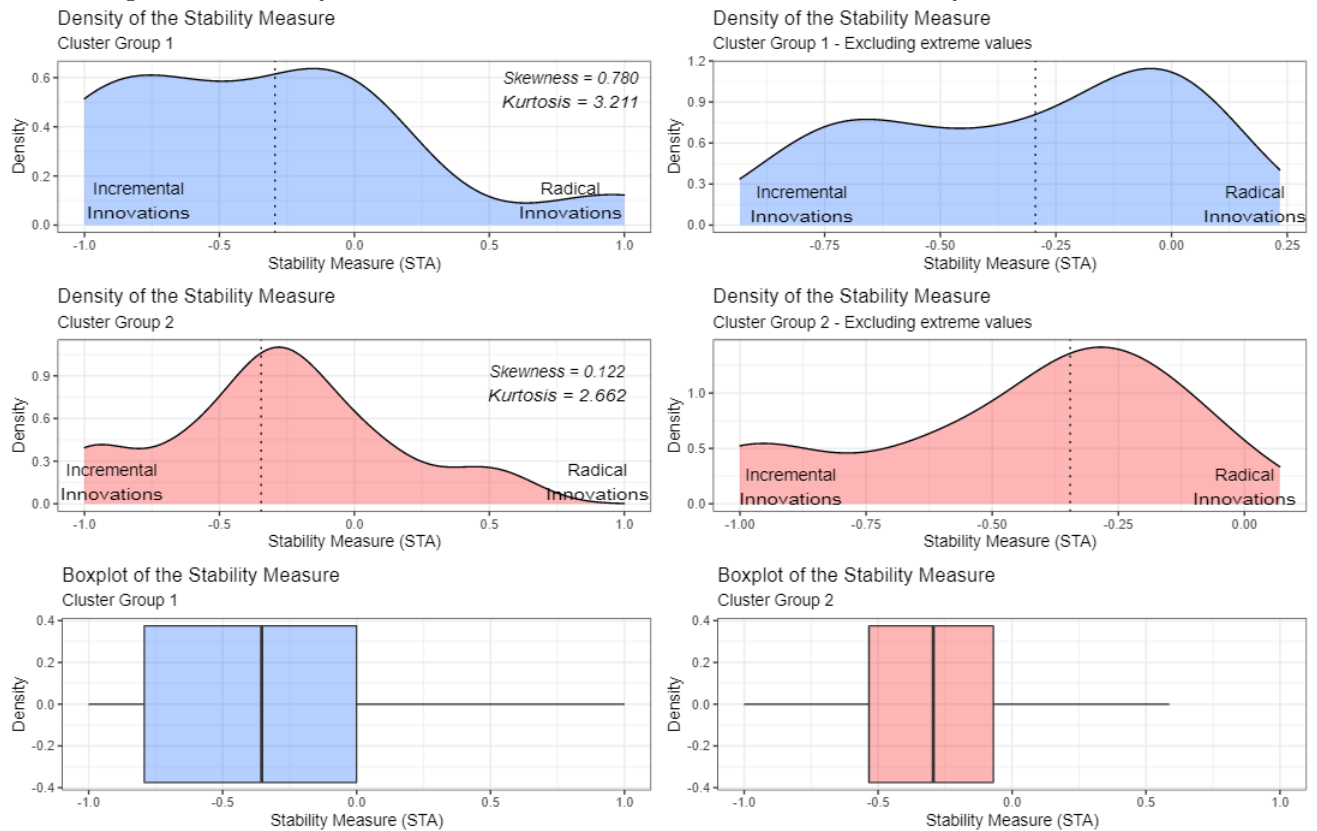 Density of the Stability Measure
Cluster Group 1
Skewness = 0.780
Kurtosis = 3.211
Density
0.6
0.4
0.2
0.0
Incremental
Innovations
Radical
Innovations
-1.0 -0.5 0.0 0.5 1.0
Stability Measure (STA)
Density of the Stability Measure
Cluster Group 1 - Excluding extreme values
Density
1.2
0.9
0.6
0.3
0.0
Incremental
Innovations
Radical
Innovations
-0.75 -0.50 -0.25 0.00 0.25
Stability Measure (STA)
Density of the Stability Measure
Cluster Group 2
Skewness = 0.122
Kurtosis = 2.662
Density
0.9
0.6
0.3
0.0
Incremental
Innovations
Radical
Innovations
-1.0 -0.5 0.0 0.5 1.0
Stability Measure (STA)
Density of the Stability Measure
Cluster Group 2 - Excluding extreme values
Density
1.0
0.5
0.0
Incremental
Innovations
Radical
Innovations
-1.00 -0.75 -0.50 -0.25 0.00
Stability Measure (STA)
Boxplot of the Stability Measure
Cluster Group 1
Density
0.4
0.2
0.0
-0.2
-0.4
-1.0 -0.5 0.0 0.5 1.0
Stability Measure (STA)
Boxplot of the Stability Measure
Cluster Group 2
Density
0.4
0.2
0.0
-0.2
-0.4
-1.0 -0.5 0.0 0.5 1.0
Stability Measure (STA)